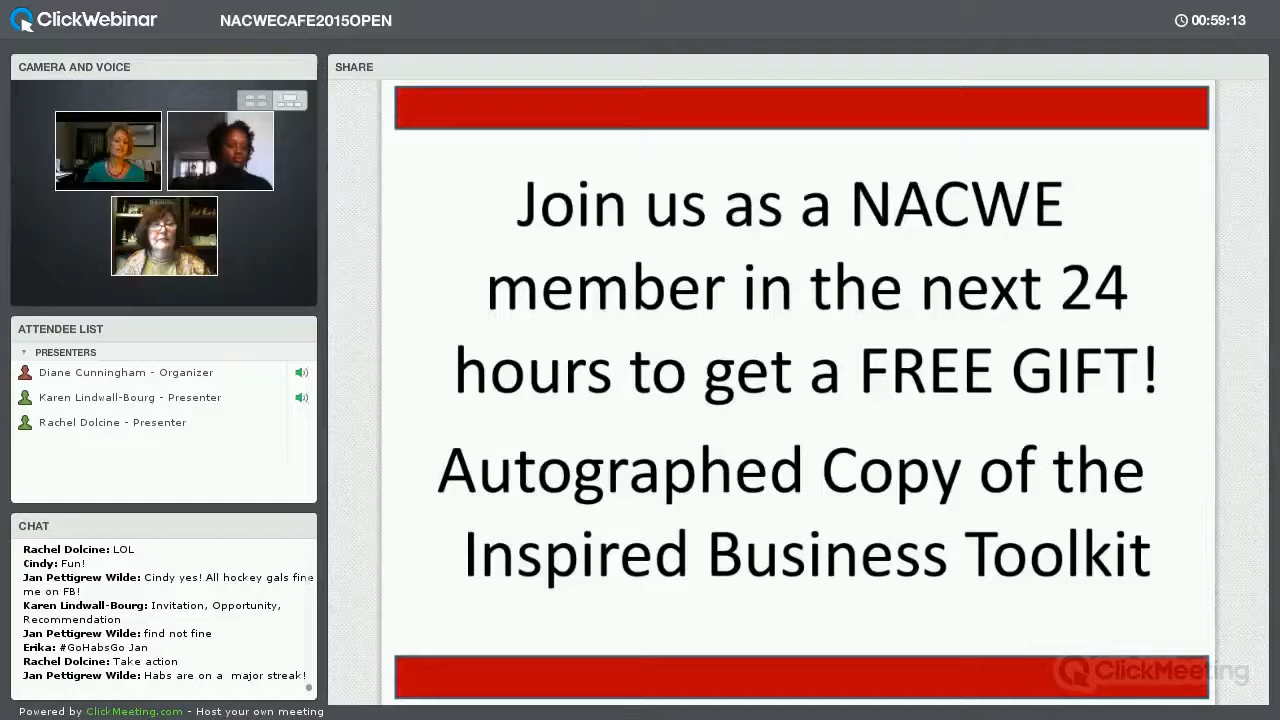 ClickWebinar
NACWECAFE2015OPEN
00:59:13
CAMERA AND VOICE
SHARE
Join us as a NACWE
member in the next 24
hours to get a FREE GIFT!
Autographed Copy of the
Inspired Business Toolkit
ClickMeeting
ATTENDEE LIST
PRESENTERS
Diane Cunningham - Organizer
Karen Lindwall-Bourg - Presenter
Rachel Dolcine - Presenter
CHAT
Rachel Dolcine: LOL
Cindy:
Jan Pettigrew Wilde: Cindy yes! All hockey gals fine
me on FB!
Karen Lindwall-Bourg: Invitation, Opportunity,
Recommendation
Jan Pettigrew Wilde: find not fine
Erika: Go Jan
Rachel Dolcine: Take action
Jan Pettigrew Wilde: Hawks on a major streak!
Powered by ClickMeeting.com - Host your own meeting